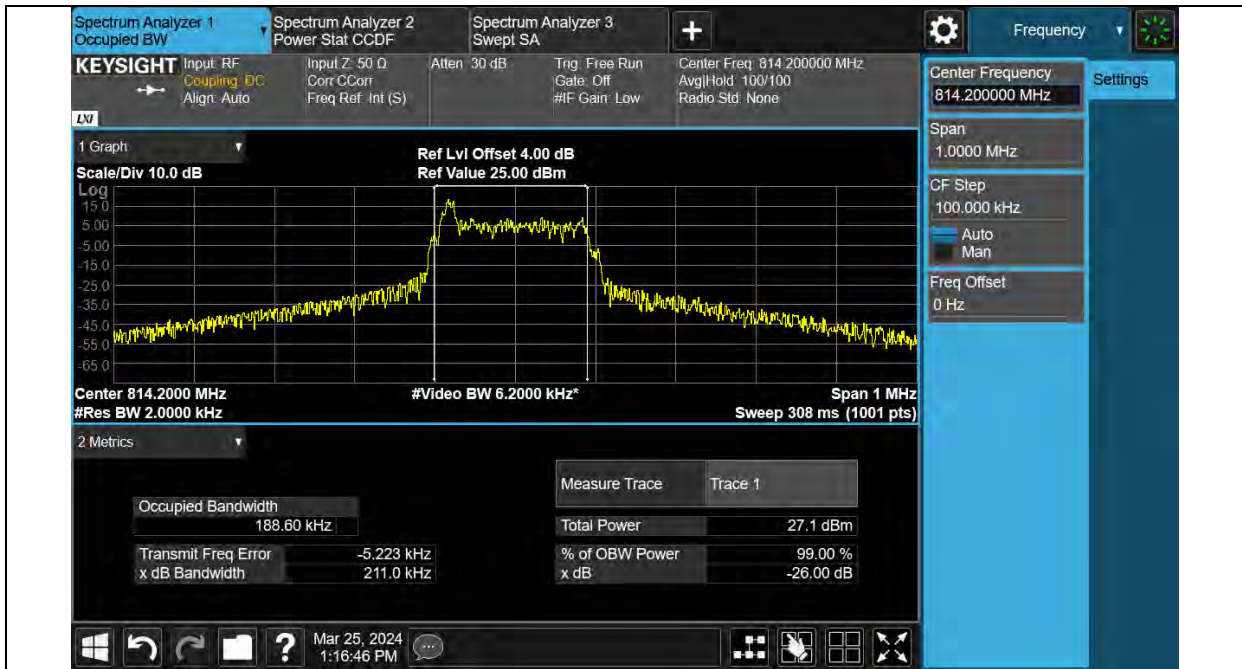 Spectrum Analyzer 1
Occupied BW
Spectrum Analyzer 2
Power Stat CCDF
Spectrum Analyzer 3
Swept SA
Frequency
KEYSIGHT
LXI
Input: RF
Coupling: DC
Align: Auto
Input Z: 50 Ω
Corr CCorr
Freq Ref: Int (S)
Atten: 30 dB
Trig: Free Run
Gate: Off
#IF Gain: Low
Center Freq: 814.200000 MHz
Avg|Hold: 100/100
Radio Std: None
Center Frequency
814.200000 MHz
Settings
Span
1.0000 MHz
CF Step
100.000 kHz
Auto
Man
Freq Offset
0 Hz
1 Graph
Scale/Div 10.0 dB
Ref Lvl Offset 4.00 dB
Ref Value 25.00 dBm
Log
15.0
5.00
-5.00
-15.0
-25.0
-35.0
-45.0
-55.0
-65.0
Center 814.2000 MHz
#Res BW 2.0000 kHz
#Video BW 6.2000 kHz*
Span 1 MHz
Sweep 308 ms (1001 pts)
2 Metrics
Measure Trace Trace 1
Occupied Bandwidth
188.60 kHz
Total Power 27.1 dBm
Transmit Freq Error -5.223 kHz
% of OBW Power 99.00 %
x dB Bandwidth 211.0 kHz
x dB -26.00 dB
?
Mar 25, 2024
1:16:46 PM